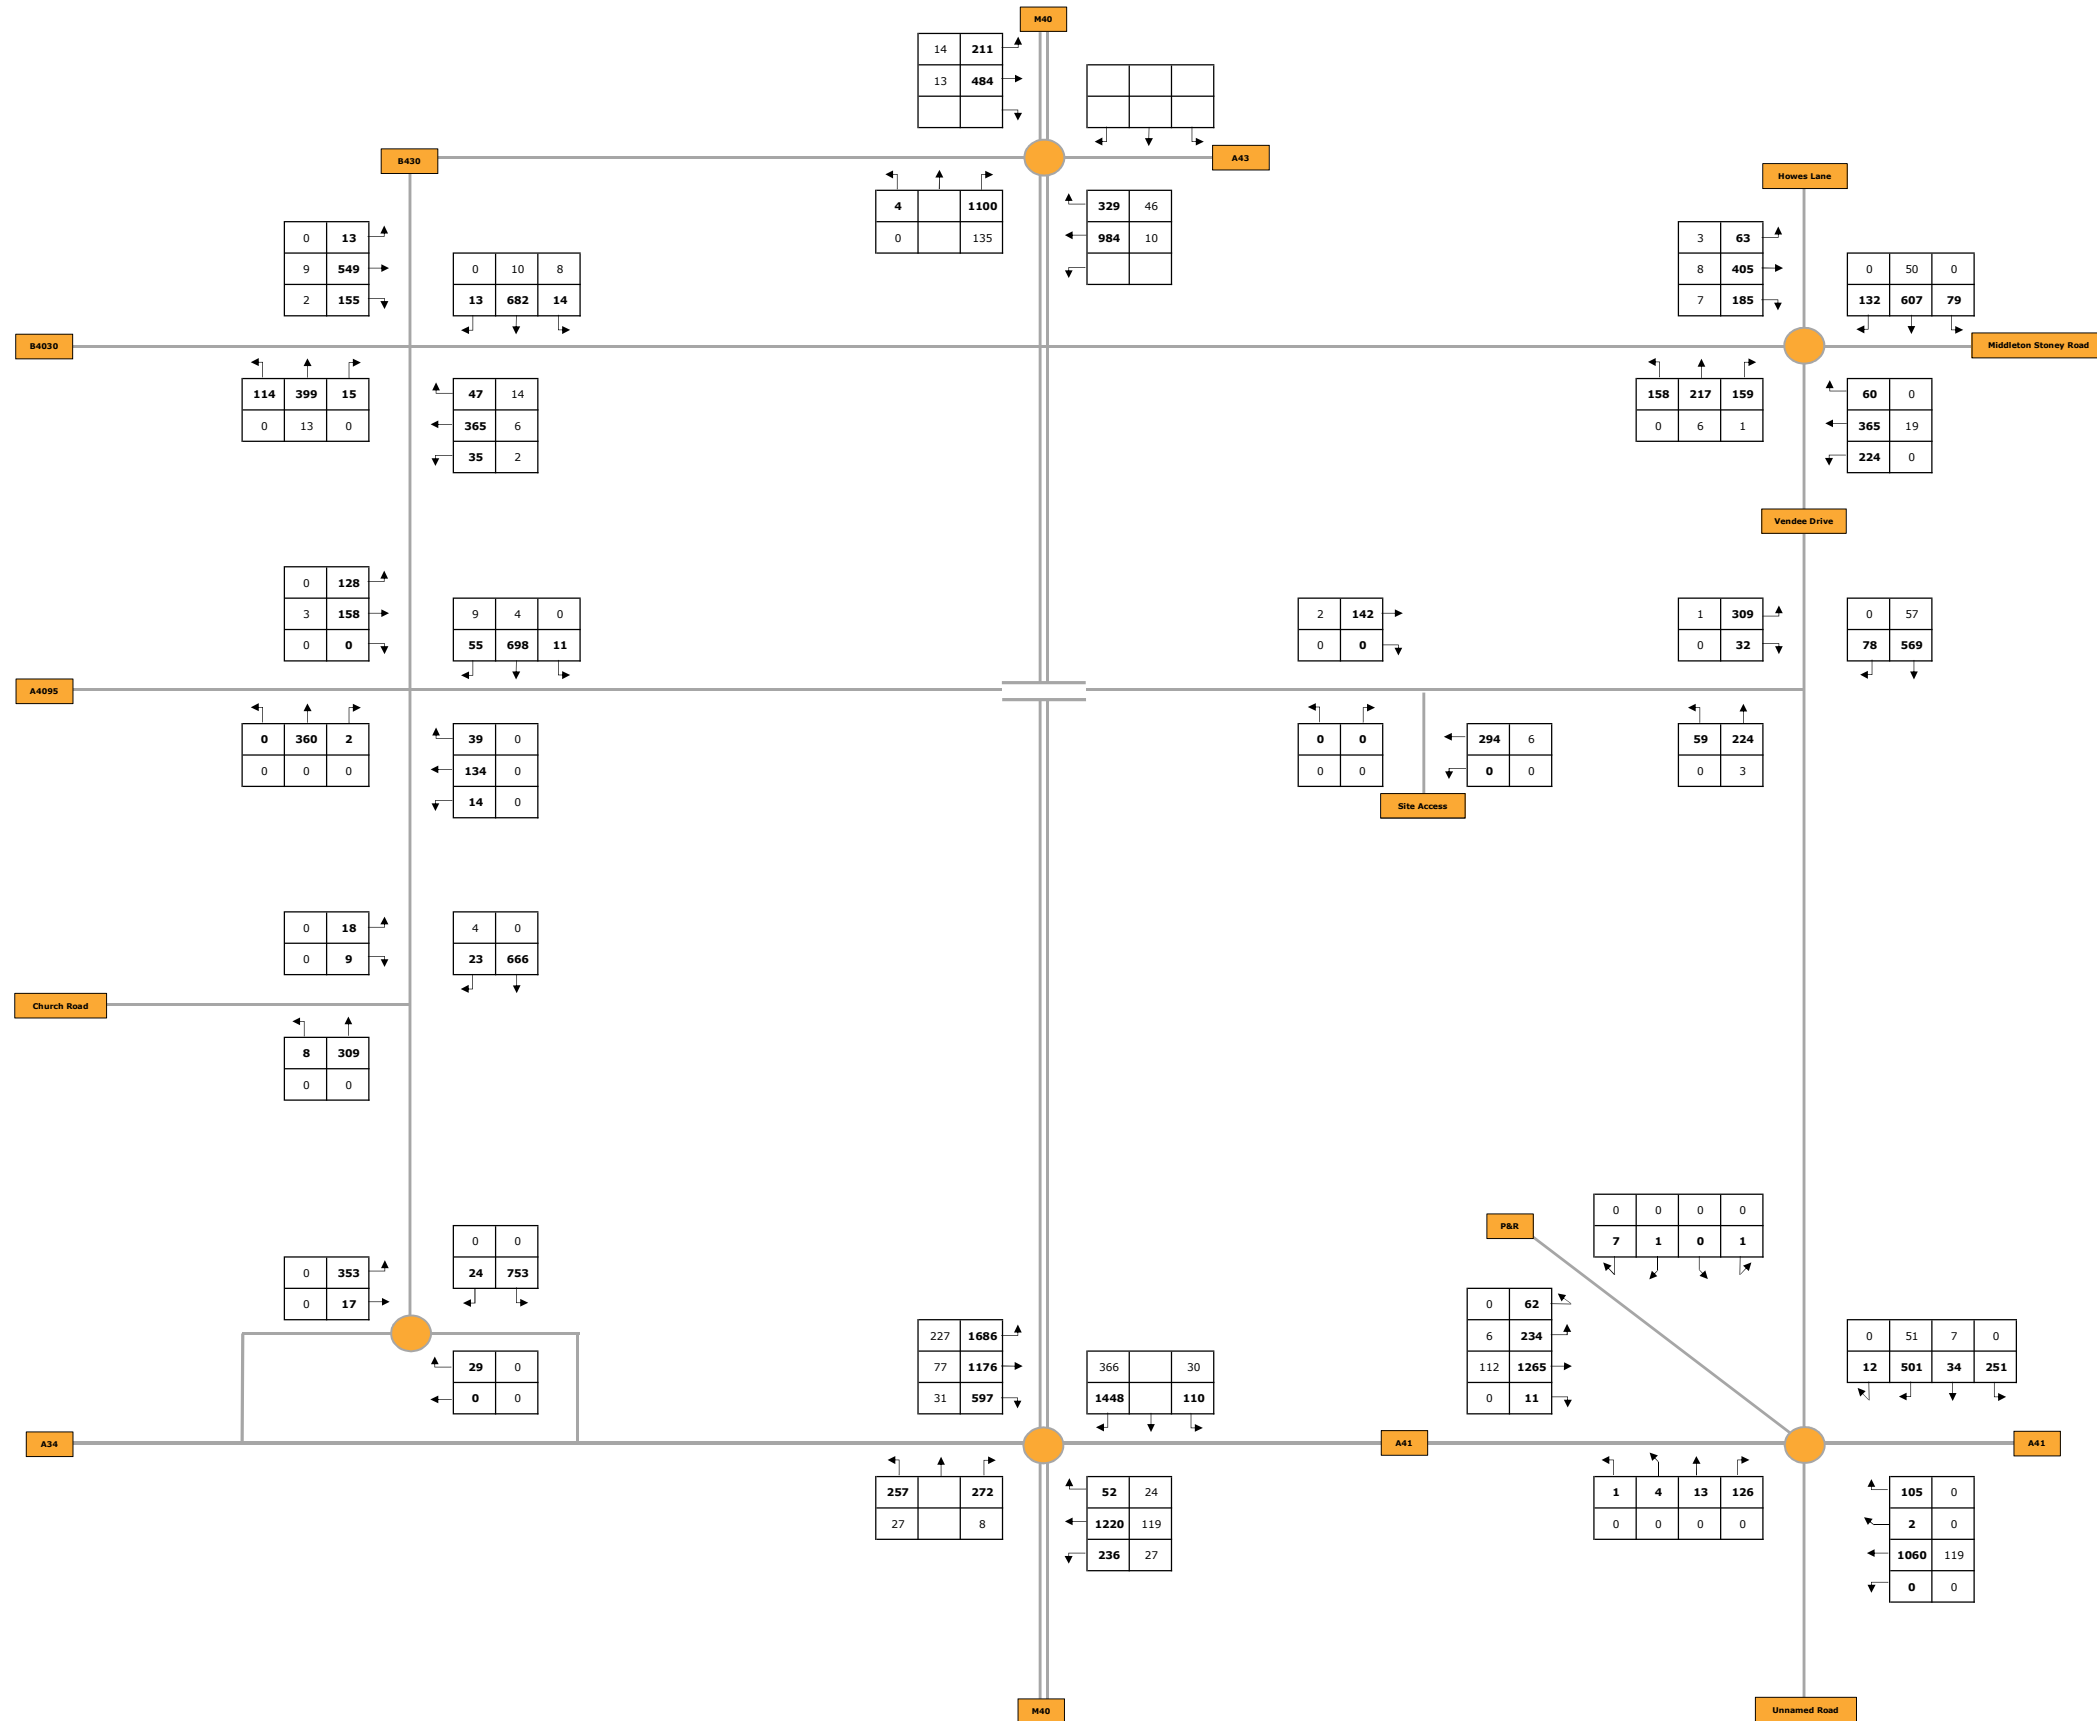 M40
14 211
13 484
B430
A43
Howes Lane
4 1100
0 135
329 46
984 10
0 13
9 549
2 155
0 10 8
13 682 14
3 63
8 405
7 185
0 50 0
132 607 79
B4030
Middleton Stoney Road
114 399 15
0 13 0
47 14
365 6
35 2
158 217 159
0 6 1
60 0
365 19
224 0
Vendee Drive
0 128
3 158
0 0
9 4 0
55 698 11
2 142
0 0
1 309
0 32
0 57
78 569
A4095
0 360 2
0 0 0
39 0
134 0
14 0
0 0
0 0
294 6
0 0
59 224
0 3
Site Access
0 18
0 9
4 0
23 666
Church Road
8 309
0 0
P&R
0 0 0 0
7 1 0 1
0 353
0 17
0 0
24 753
0 62
6 234
112 1265
0 11
227 1686
77 1176
31 597
366 30
1448 110
0 51 7 0
12 501 34 251
29 0
0 0
A34
A41
A41
257 272
27 8
52 24
1220 119
236 27
1 4 13 126
0 0 0 0
105 0
2 0
1060 119
0 0
M40
Unnamed Road